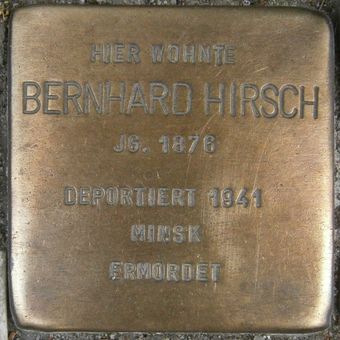 HIER WOHNTE
BERNHARD HIRSCH
JG. 1876
DEPORTIERT 1941
MINSK
ERMORDET